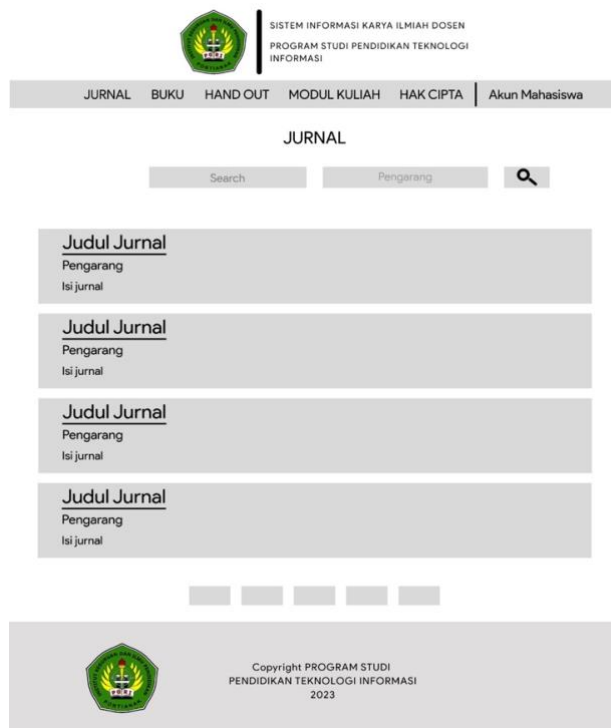 SISTEM INFORMASI KARYA ILMIAH DOSEN
PROGRAM STUDI PENDIDIKAN TEKNOLOGI
INFORMASI
JURNAL BUKU HAND OUT MODUL KULIAH HAK CIPTA Akun Mahasiswa
JURNAL
Search Pengarang
Judul Jurnal
Pengarang
Isi jurnal
Judul Jurnal
Pengarang
Isi jurnal
Judul Jurnal
Pengarang
Isi jurnal
Judul Jurnal
Pengarang
Isi jurnal
Copyright PROGRAM STUDI
PENDIDIKAN TEKNOLOGI INFORMASI
2023